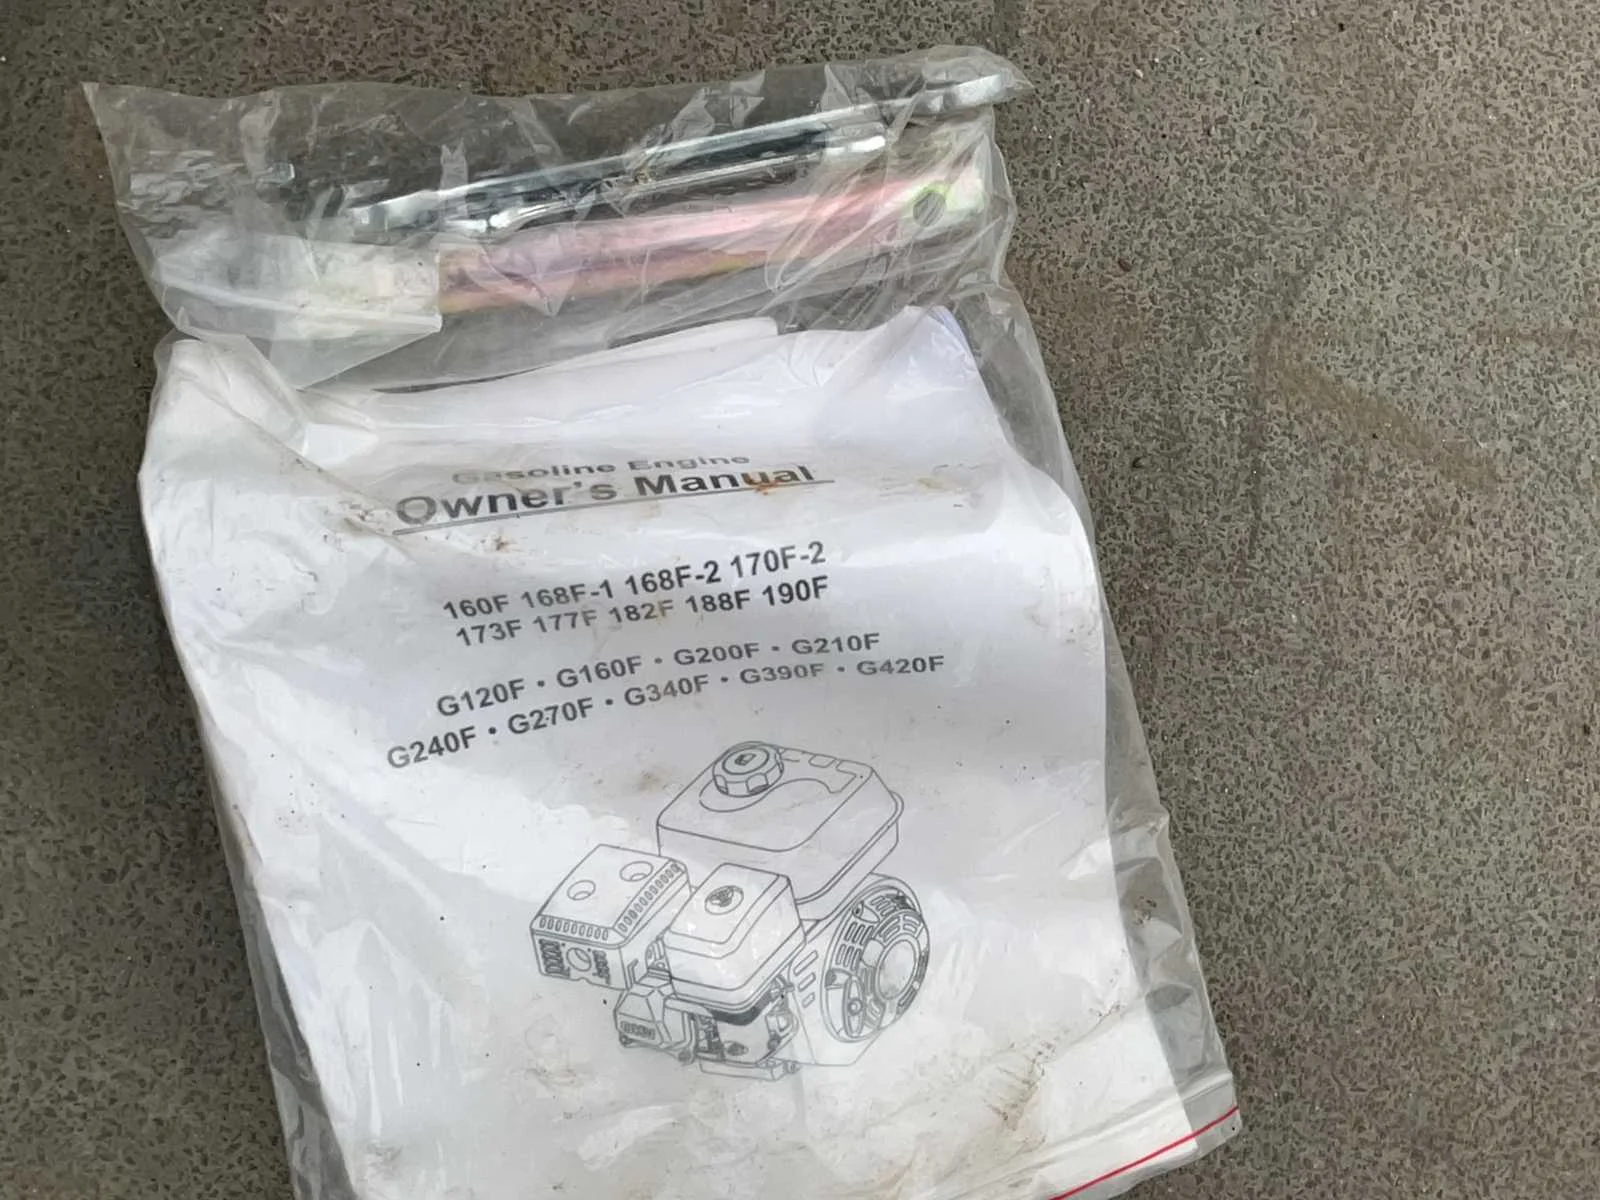 Gasoline Engine
Owner's Manual
160F 168F-1 168F-2 170F-2
173F 177F 182F 188F 190F
G120F・G160F・G200F・G210F
G240F・G270F・G340F・G390F・G420F